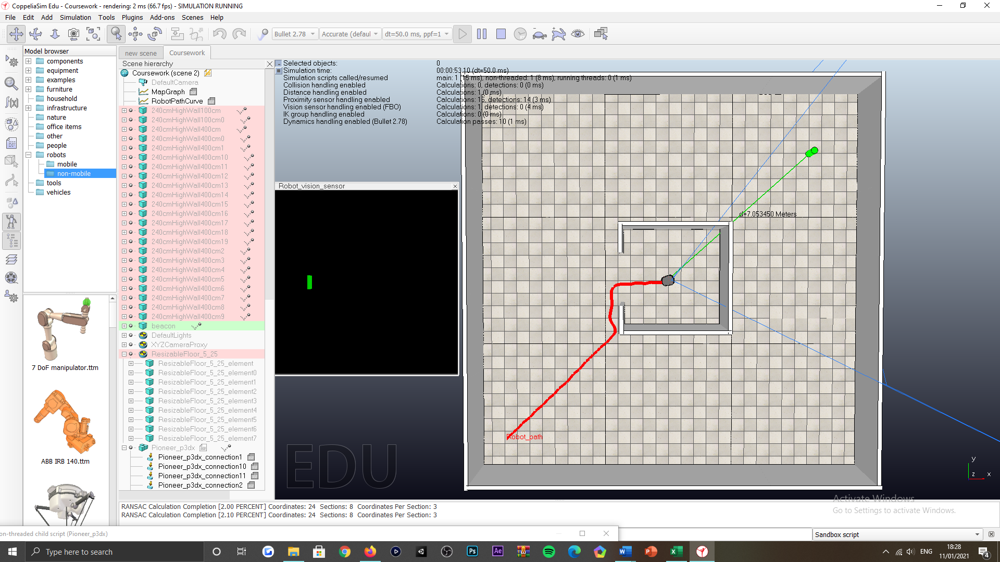 CoppeliaSim Edu - Coursework - rendering: 2 ms (66.7 fps) - SIMULATION RUNNING
File Edit Add Simulation Tools Plugins Add-ons Scenes Help
Bullet 2.78 Accurate (defaul dt=50.0 ms, ppf=1
Model browser
components
equipment
examples
furniture
household
infrastructure
nature
office items
other
people
robots
mobile
non-mobile
tools
vehicles
7 DoF manipulator.ttm
ABB IRB 140.ttm
new scene Coursework
Scene hierarchy
Coursework (scene 2)
DefaultCamera
MapGraph
RobotPathCurve
240cmHighWall100cm
240cmHighWall100cm0
240cmHighWall400cm
240cmHighWall400cm0
240cmHighWall400cm1
240cmHighWall400cm10
240cmHighWall400cm11
240cmHighWall400cm12
240cmHighWall400cm13
240cmHighWall400cm14
240cmHighWall400cm15
240cmHighWall400cm16
240cmHighWall400cm17
240cmHighWall400cm18
240cmHighWall400cm19
240cmHighWall400cm2
240cmHighWall400cm3
240cmHighWall400cm4
240cmHighWall400cm5
240cmHighWall400cm6
240cmHighWall400cm7
240cmHighWall400cm8
240cmHighWall400cm9
beacon
DefaultLights
XYZCameraProxy
ResizableFloor_5_25
ResizableFloor_5_25_element
ResizableFloor_5_25_element0
ResizableFloor_5_25_element1
ResizableFloor_5_25_element2
ResizableFloor_5_25_element3
ResizableFloor_5_25_element4
ResizableFloor_5_25_element5
ResizableFloor_5_25_element6
ResizableFloor_5_25_element7
Pioneer_p3dx
Pioneer_p3dx_connection1
Pioneer_p3dx_connection10
Pioneer_p3dx_connection11
Pioneer_p3dx_connection2
Selected objects: 0
Simulation time: 00:00:53.10 (dt=50.0 ms)
Simulation scripts called/resumed main: 1 (15 ms), non-threaded: 1 (8 ms), running threads: 0 (1 ms)
Collision handling enabled Calculations: 0, detections: 0 (0 ms)
Distance handling enabled Calculations: 1 (0 ms)
Proximity sensor handling enabled Calculations: 16, detections: 14 (3 ms)
Vision sensor handling enabled (FBO) Calculations: 1, detections: 0 (4 ms)
IK group handling enabled Calculations: 0 (0 ms)
Dynamics handling enabled (Bullet 2.78) Calculation passes: 10 (1 ms)
Robot_vision_sensor
d=7.053450 Meters
Robot_path
EDU
y
z x
Activate Windows
Go to Settings to activate Windows.
RANSAC Calculation Completion [2.00 PERCENT] Coordinates: 24 Sections: 8 Coordinates Per Section: 3
RANSAC Calculation Completion [2.10 PERCENT] Coordinates: 24 Sections: 8 Coordinates Per Section: 3
on-threaded child script (Pioneer_p3dx)
Sandbox script
Type here to search
Ps Ae
ENG
18:28
11/01/2021
4